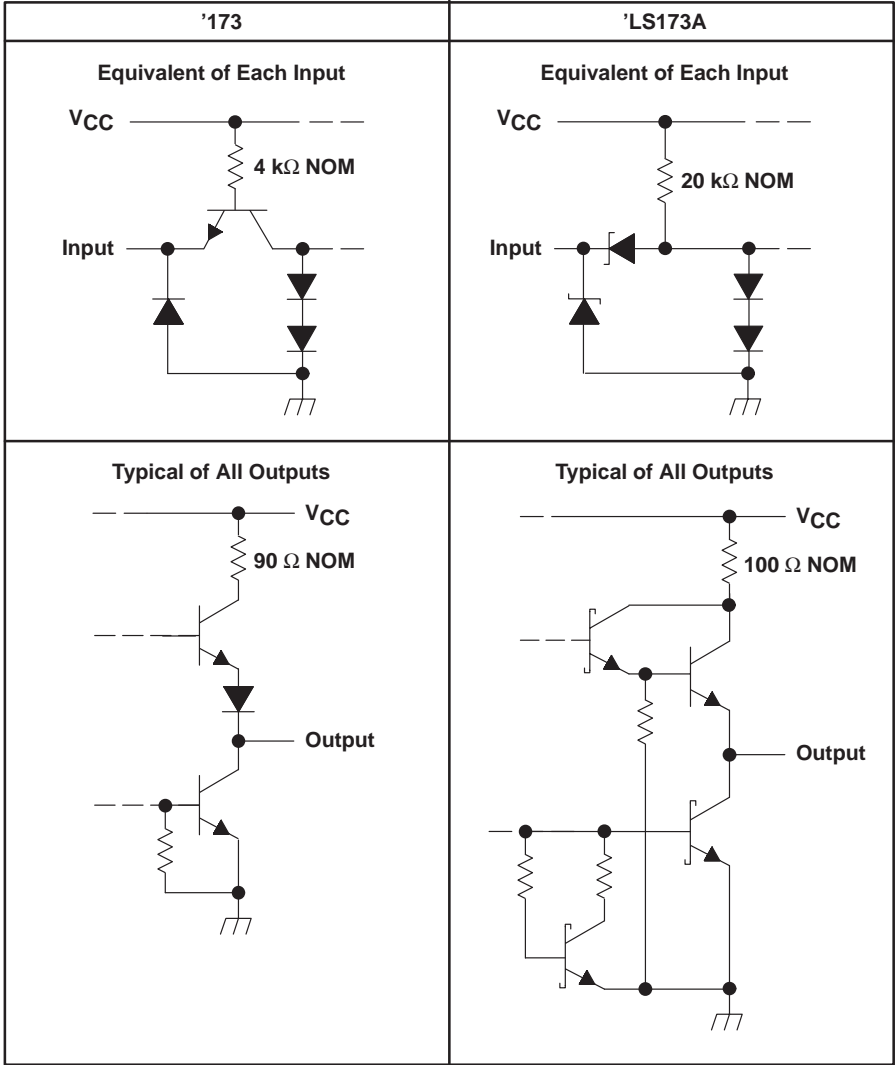 '173
'LS173A
Equivalent of Each Input
VCC
4 kΩ NOM
Input
Equivalent of Each Input
VCC
20 kΩ NOM
Input
Typical of All Outputs
VCC
90 Ω NOM
Output
Typical of All Outputs
VCC
100 Ω NOM
Output